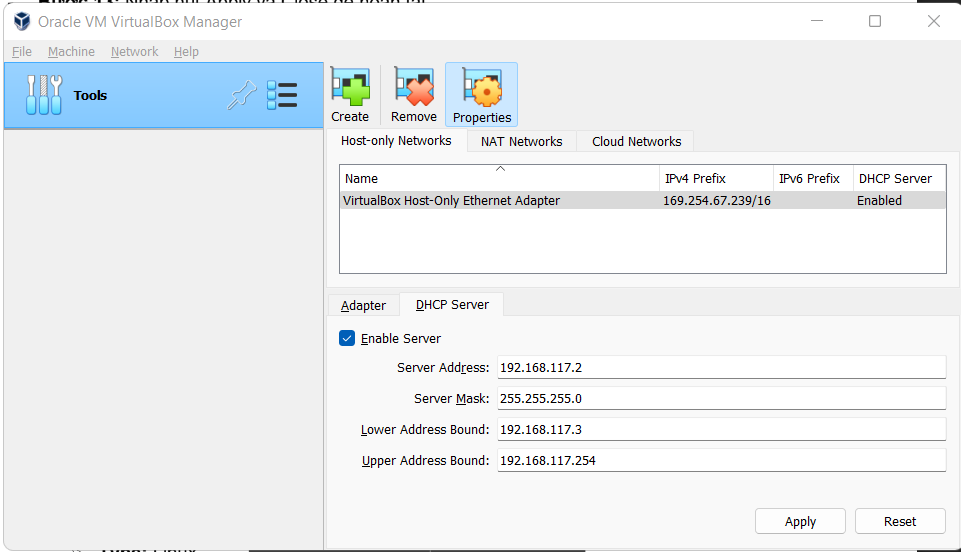 Oracle VM VirtualBox Manager
File Machine Network Help
Tools
Create Remove Properties
Host-only Networks NAT Networks Cloud Networks
Name IPv4 Prefix IPv6 Prefix DHCP Server
VirtualBox Host-Only Ethernet Adapter 169.254.67.239/16 Enabled
Adapter DHCP Server
Enable Server
Server Address: 192.168.117.2
Server Mask: 255.255.255.0
Lower Address Bound: 192.168.117.3
Upper Address Bound: 192.168.117.254
Apply Reset